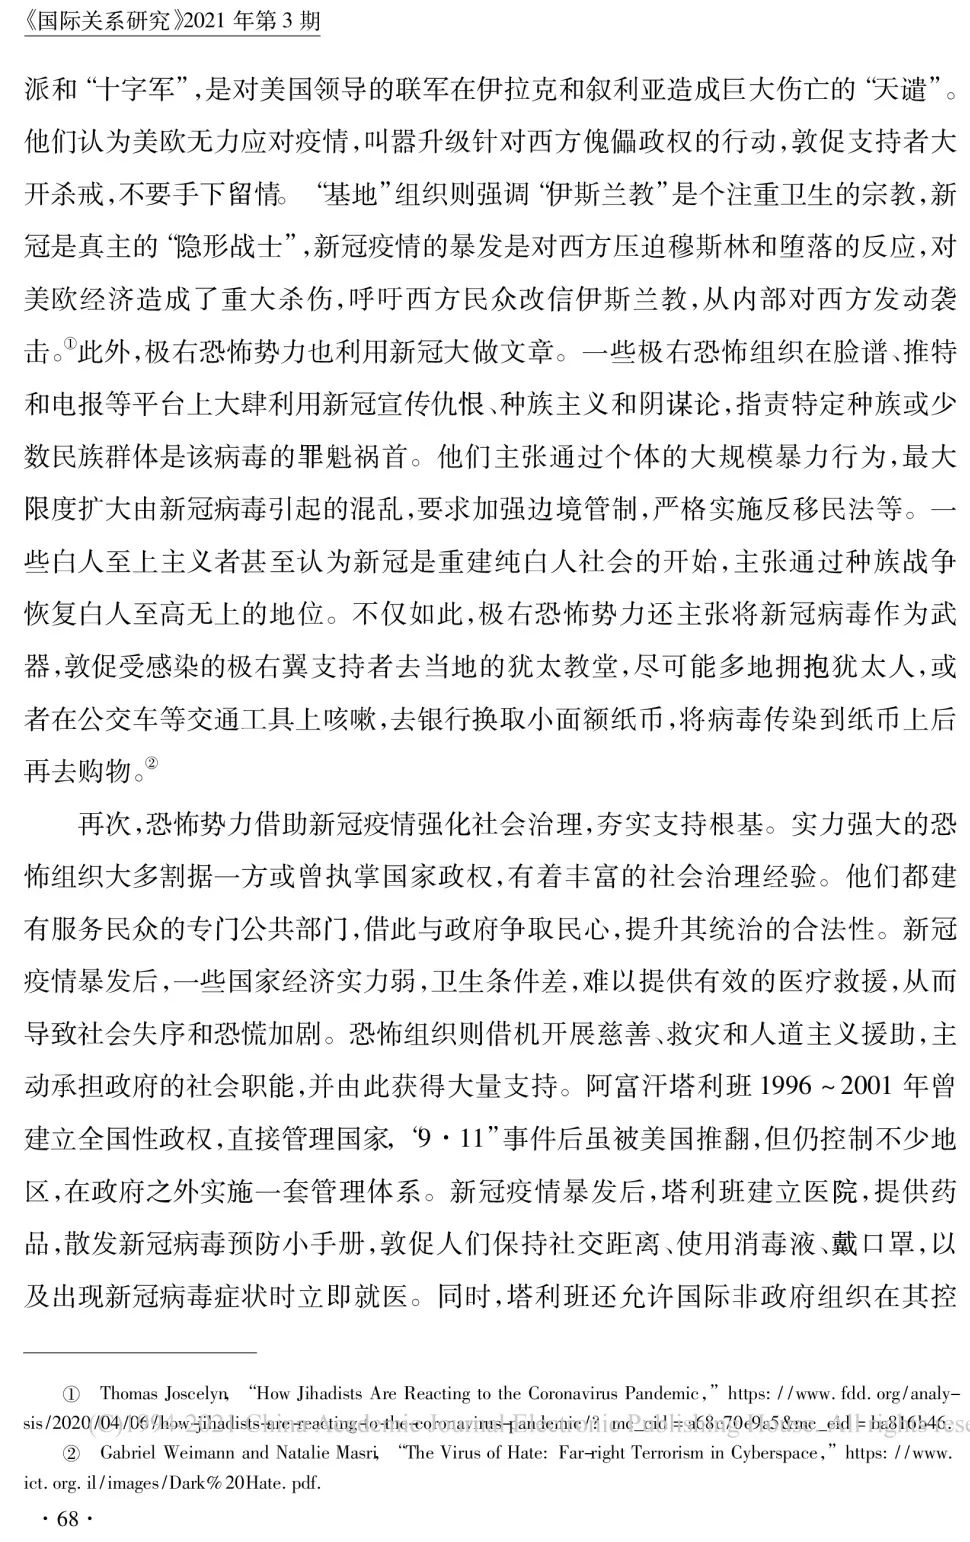 《国际关系研究》2021 年第 3 期
派和“十字军”,是对美国领导的联军在伊拉克和叙利亚造成巨大伤亡的“天谴”。
他们认为美欧无力应对疫情,叫嚣升级针对西方傀儡政权的行动,敦促支持者大
开杀戒,不要手下留情。“基地”组织则强调“伊斯兰教”是个注重卫生的宗教,新
冠是真主的“隐形战士”,新冠疫情的暴发是对西方压迫穆斯林和堕落的反应,对
美欧经济造成了重大杀伤,呼吁西方民众改信伊斯兰教,从内部对西方发动袭
击。①此外,极右恐怖势力也利用新冠大做文章。一些极右恐怖组织在脸谱、推特
和电报等平台上大肆利用新冠宣传仇恨、种族主义和阴谋论,指责特定种族或少
数民族群体是该病毒的罪魁祸首。他们主张通过个体的大规模暴力行为,最大
限度扩大由新冠病毒引起的混乱,要求加强边境管制,严格实施反移民法等。一
些白人至上主义者甚至认为新冠是重建纯白人社会的开始,主张通过种族战争
恢复白人至高无上的地位。不仅如此,极右恐怖势力还主张将新冠病毒作为武
器,敦促受感染的极右翼支持者去当地的犹太教堂,尽可能多地拥抱犹太人,或
者在公交车等交通工具上咳嗽,去银行换取小面额纸币,将病毒传染到纸币上后
再去购物。②
再次,恐怖势力借助新冠疫情强化社会治理,夯实支持根基。实力强大的恐
怖组织大多割据一方或曾执掌国家政权,有着丰富的社会治理经验。他们都建
有服务民众的专门公共部门,借此与政府争取民心,提升其统治的合法性。新冠
疫情暴发后,一些国家经济实力弱,卫生条件差,难以提供有效的医疗救援,从而
导致社会失序和恐慌加剧。恐怖组织则借机开展慈善、救灾和人道主义援助,主
动承担政府的社会职能,并由此获得大量支持。阿富汗塔利班 1996 ~ 2001 年曾
建立全国性政权,直接管理国家,“9·11”事件后虽被美国推翻,但仍控制不少地
区,在政府之外实施一套管理体系。新冠疫情暴发后,塔利班建立医院,提供药
品,散发新冠病毒预防小手册,敦促人们保持社交距离、使用消毒液、戴口罩,以
及出现新冠病毒症状时立即就医。同时,塔利班还允许国际非政府组织在其控
① Thomas Joscelyn, “How Jihadists Are Reacting to the Coronavirus Pandemic,” https: //www. fdd. org/analy-
sis/2020/04/06/how-jihadists-are-reacting-to-the-coronavirus-pandemic/? mc_cid = a68c70e9a5&mc_eid = ba816b46.
(C)1994-2021 China Academic Journal Electronic Publishing House. All rights rese
② Gabriel Weimann and Natalie Masri, “The Virus of Hate: Far-right Terrorism in Cyberspace,” https: //www.
ict. org. il/images/Dark% 20Hate. pdf.
· 68 ·